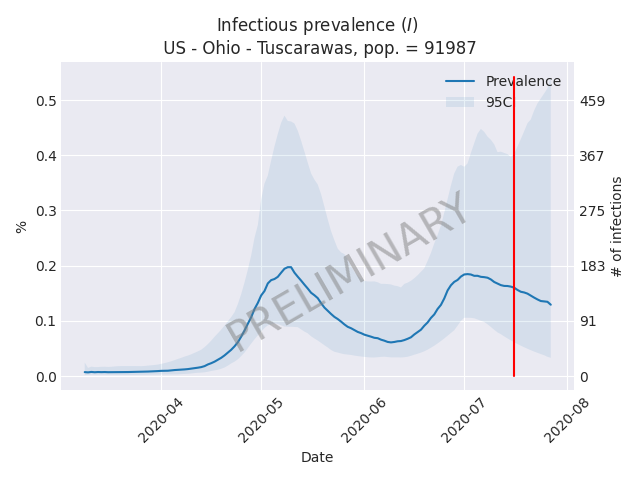 Infectious prevalence (I)
US - Ohio - Tuscarawas, pop. = 91987
Prevalence
95C
%
0.5
0.4
0.3
0.2
0.1
0.0
459
367
275
183
91
0
# of infections
PRELIMINARY
2020-04
2020-05
2020-06
2020-07
2020-08
Date